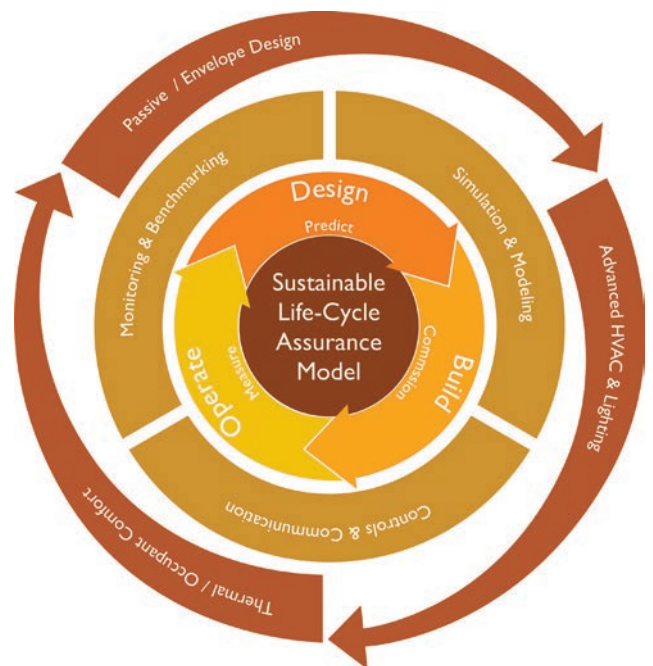 Passive / Envelope Design
Advanced HVAC & Lighting
Thermal / Occupant Comfort
Monitoring & Benchmarking
Simulation & Modeling
Controls & Communication
Design
Predict
Build
Commission
Operate
Measure
Sustainable
Life-Cycle
Assurance
Model